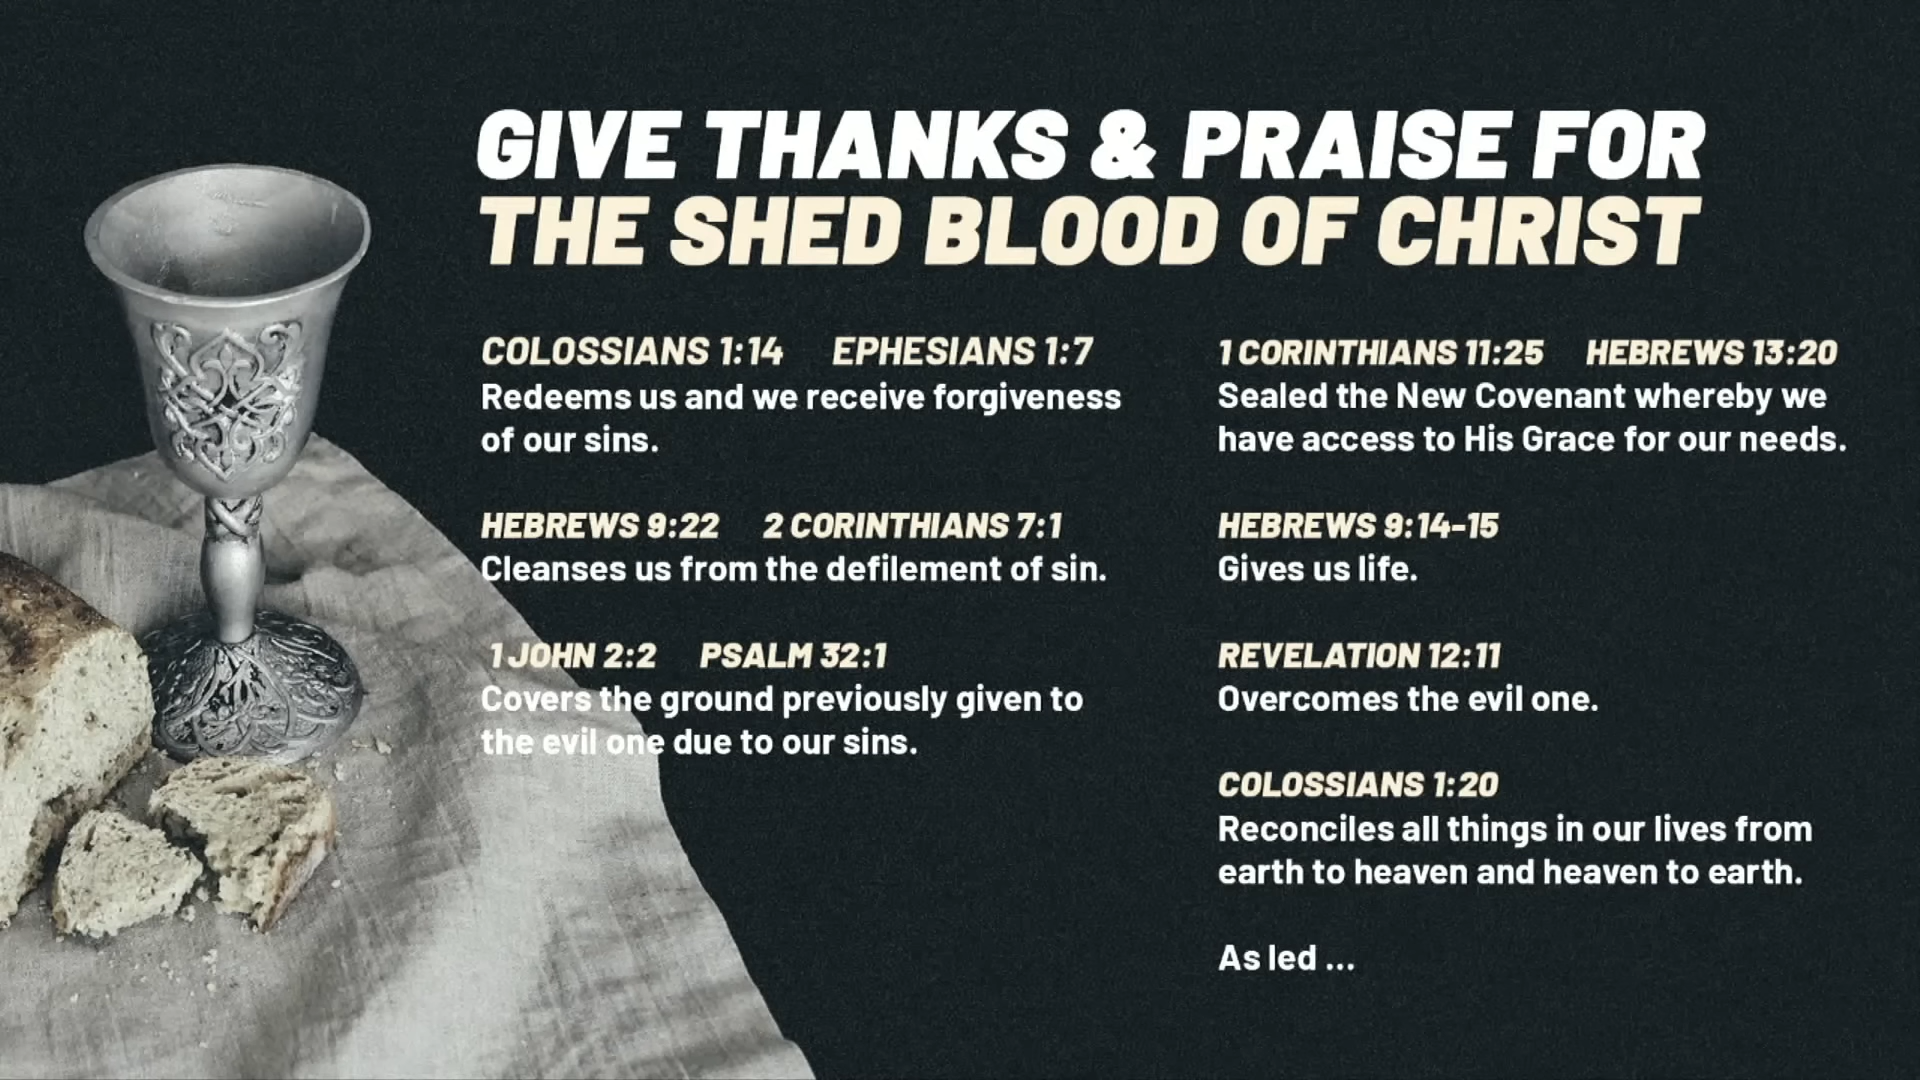 GIVE THANKS & PRAISE FOR
THE SHED BLOOD OF CHRIST
COLOSSIANS 1:14 EPHESIANS 1:7
Redeems us and we receive forgiveness
of our sins.
HEBREWS 9:22 2 CORINTHIANS 7:1
Cleanses us from the defilement of sin.
1 JOHN 2:2 PSALM 32:1
Covers the ground previously given to
the evil one due to our sins.
1 CORINTHIANS 11:25 HEBREWS 13:20
Sealed the New Covenant whereby we
have access to His Grace for our needs.
HEBREWS 9:14-15
Gives us life.
REVELATION 12:11
Overcomes the evil one.
COLOSSIANS 1:20
Reconciles all things in our lives from
earth to heaven and heaven to earth.
As led ...